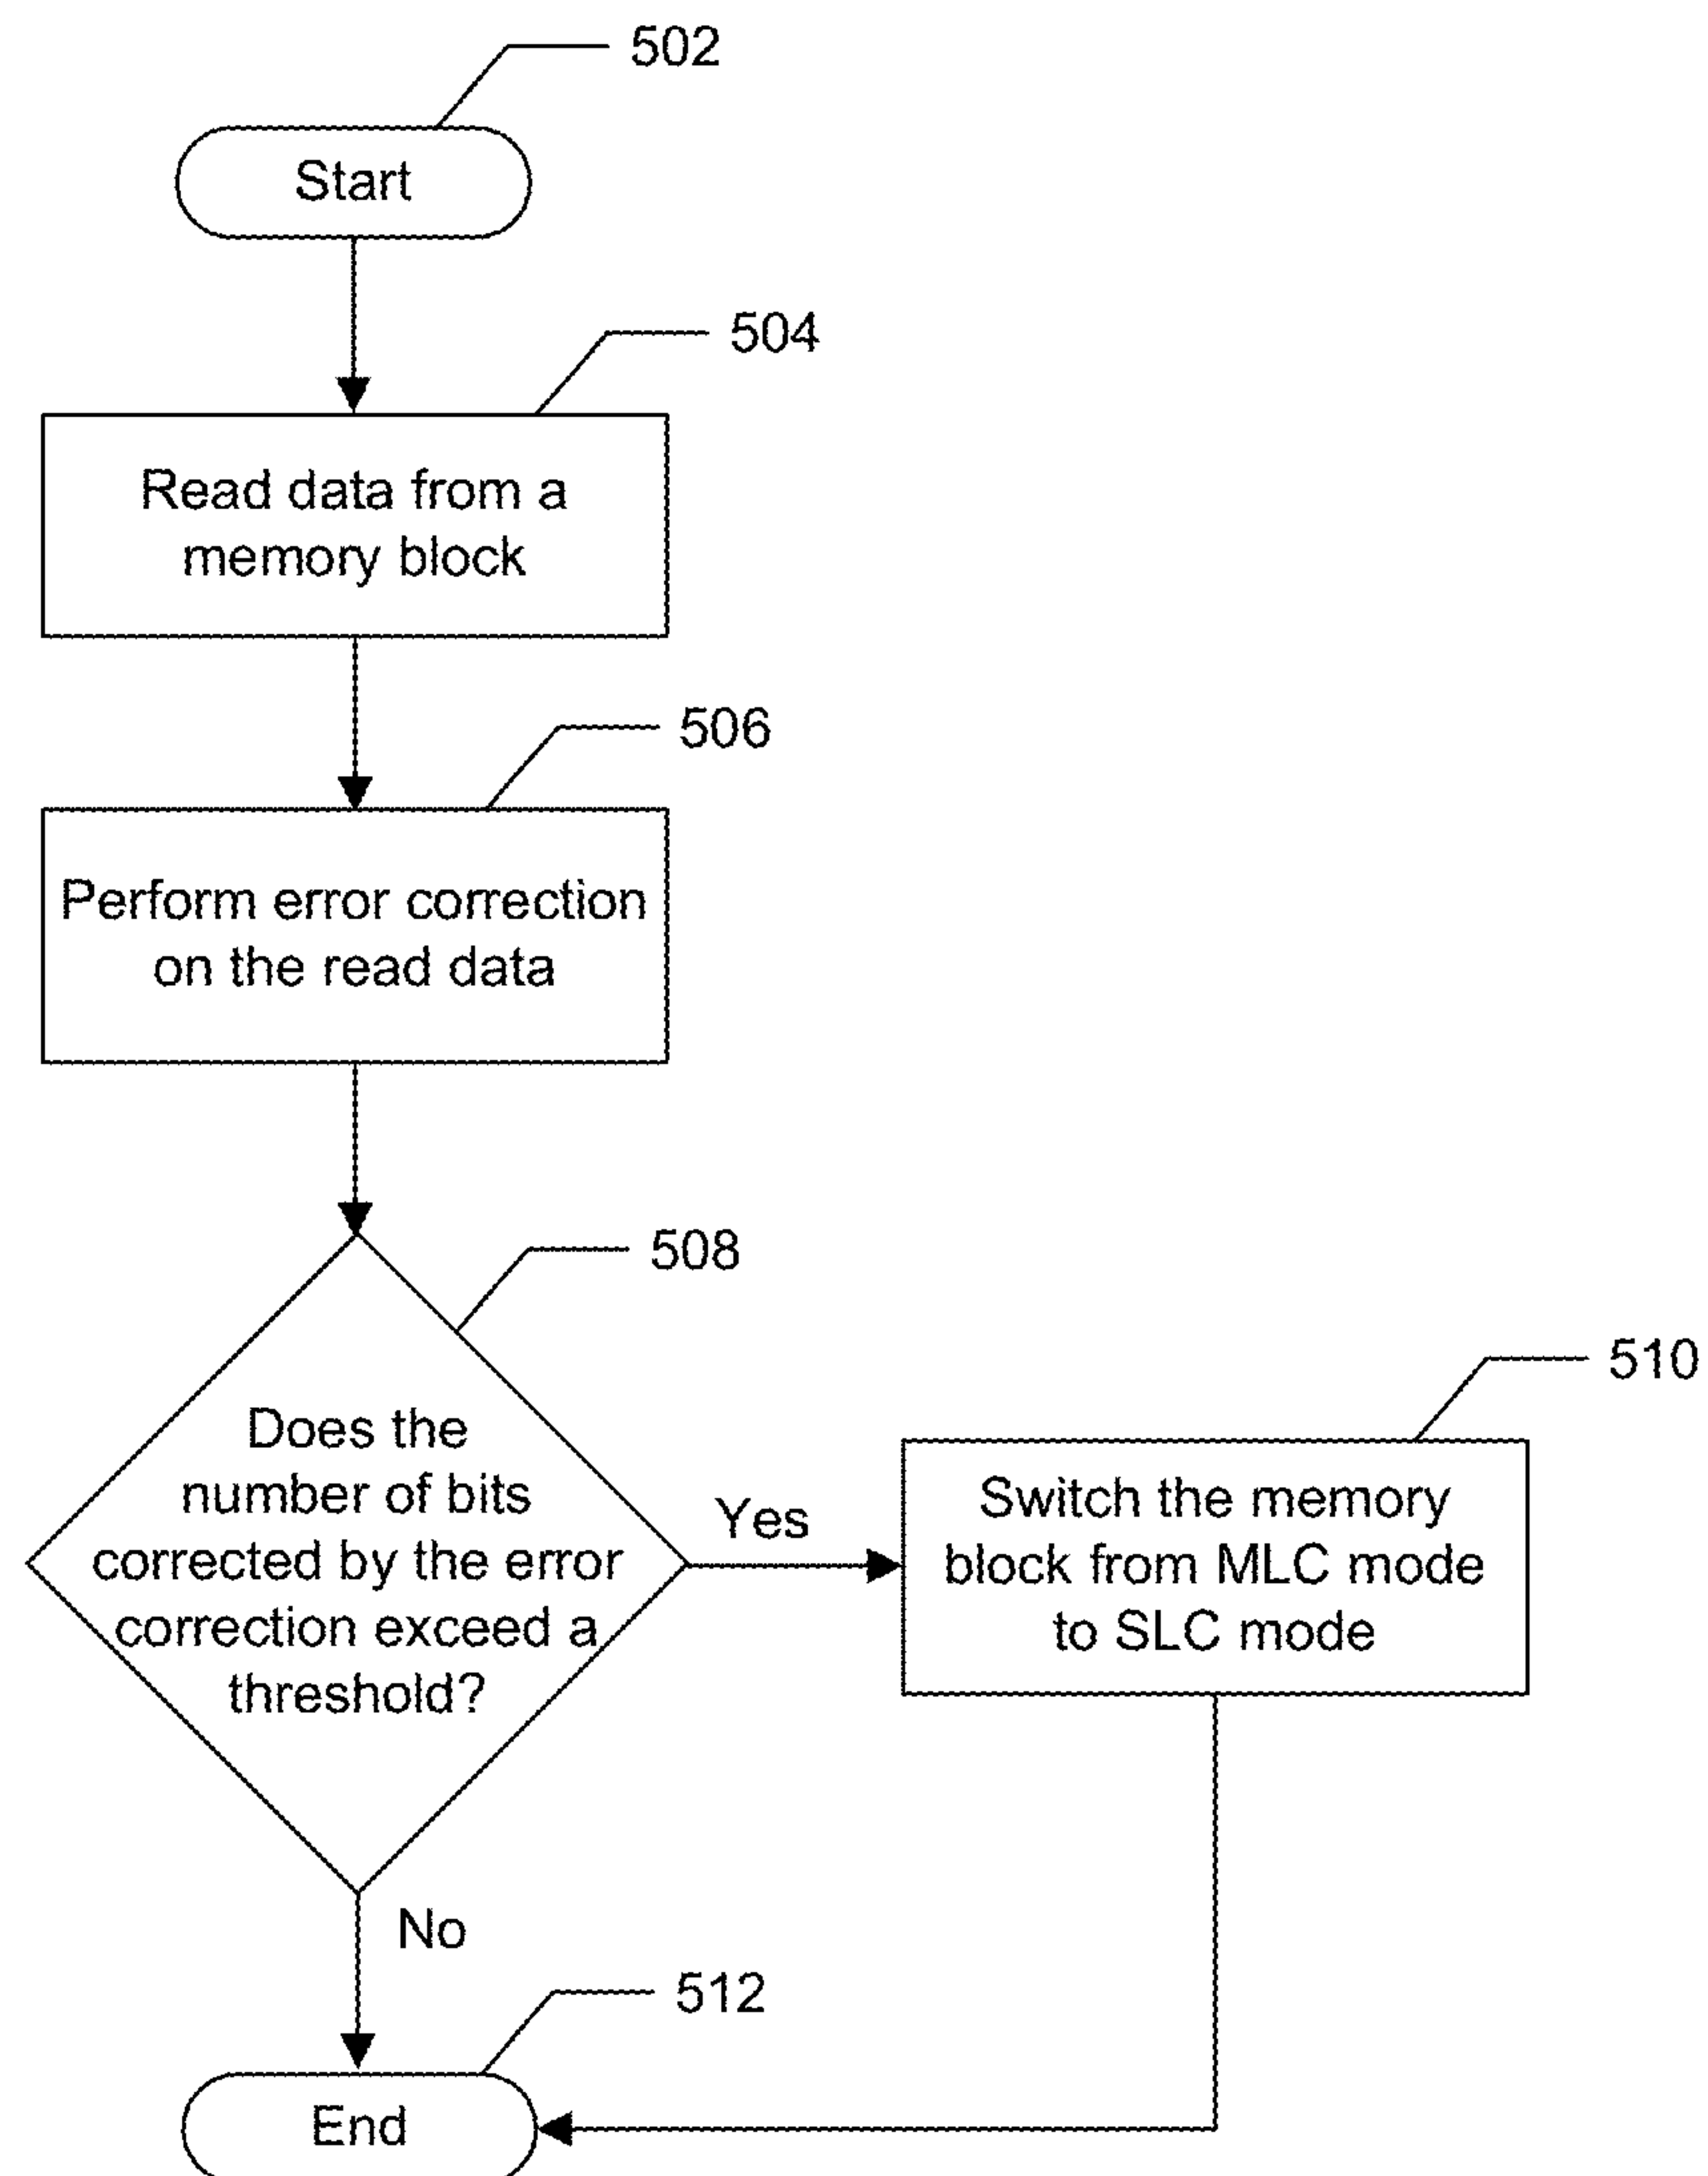 502
Start
504
Read data from a
memory block
506
Perform error correction
on the read data
508
Does the
number of bits
corrected by the error
correction exceed a
threshold?
Yes
510
Switch the memory
block from MLC mode
to SLC mode
No
512
End